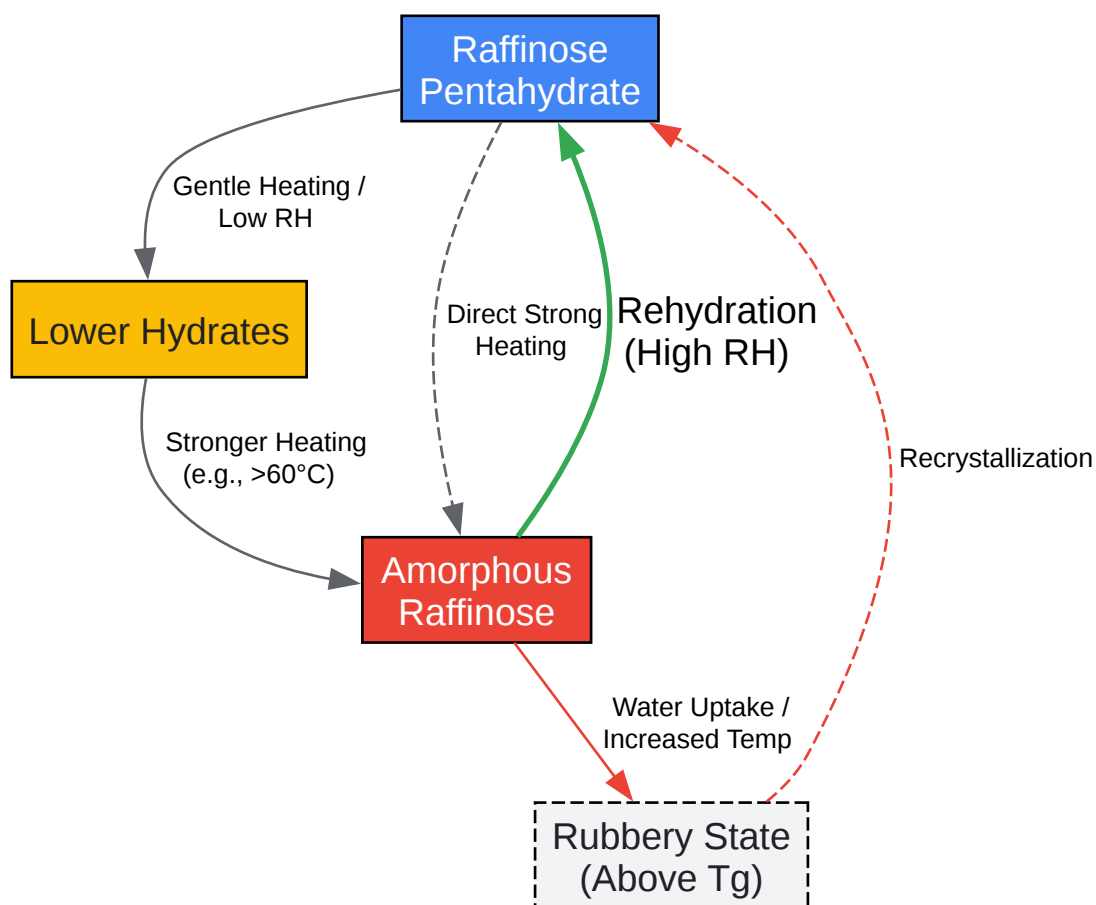 Raffinose
Pentahydrate
Gentle Heating /
Low RH
Lower Hydrates
Direct Strong
Heating
Rehydration
(High RH)
Stronger Heating
(e.g., >60°C)
Recrystallization
Amorphous
Raffinose
Water Uptake /
Increased Temp
Rubbery State
(Above Tg)